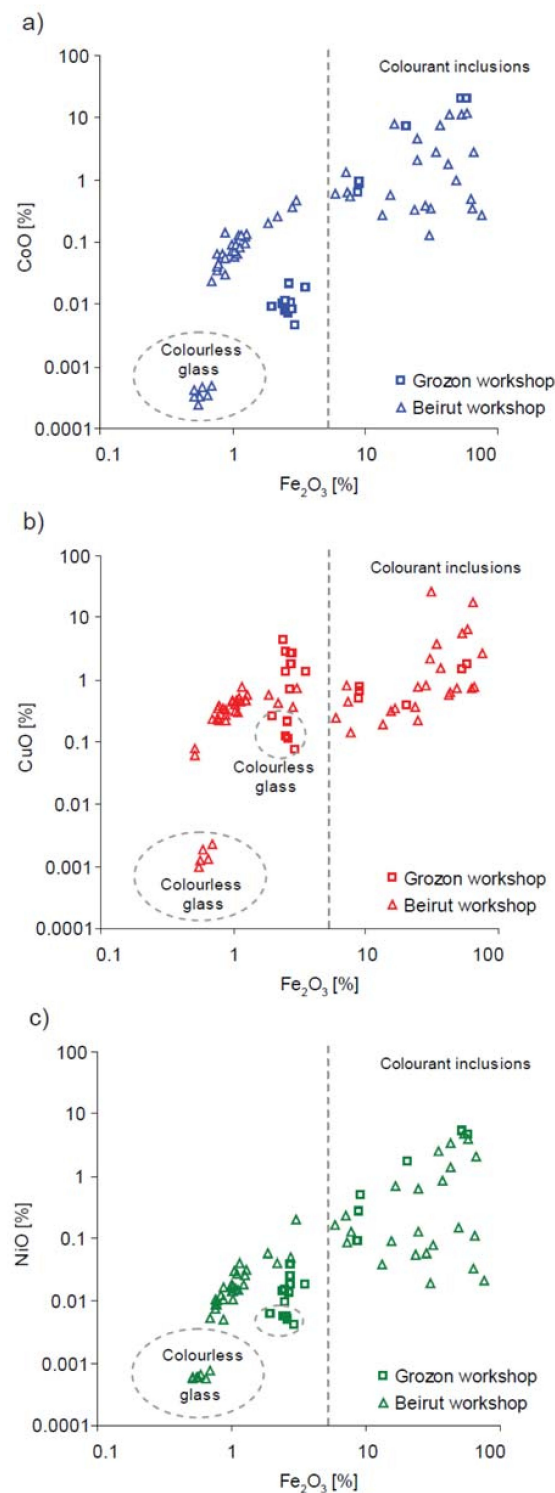 a)
100
Colourant inclusions
10
1
0.1
0.01
0.001
0.0001
CoO [%]
Colourless
glass
Grozon workshop
Beirut workshop
0.1 1 10 100
Fe₂O₃ [%]
b)
100
Colourant inclusions
10
1
0.1
0.01
0.001
0.0001
CuO [%]
Colourless
glass
Colourless
glass
Grozon workshop
Beirut workshop
0.1 1 10 100
Fe₂O₃ [%]
c)
100
Colourant inclusions
10
1
0.1
0.01
0.001
0.0001
NiO [%]
Colourless
glass
Grozon workshop
Beirut workshop
0.1 1 10 100
Fe₂O₃ [%]